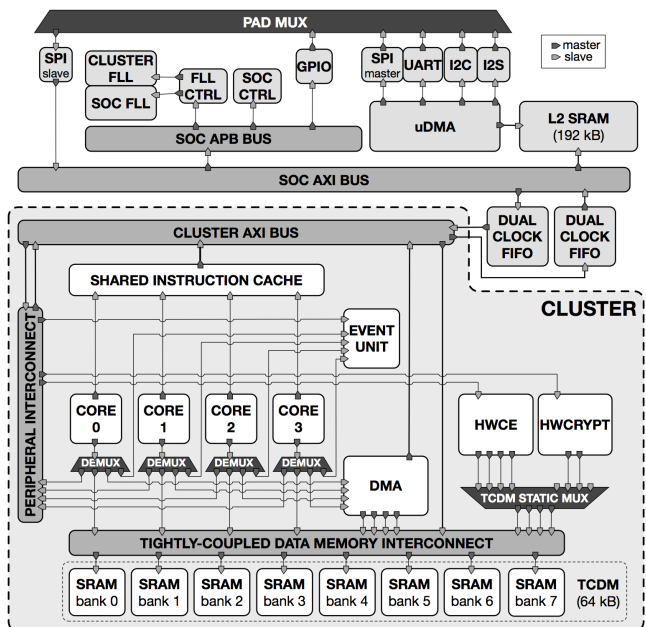 PAD MUX
master
slave
SPI
slave
CLUSTER
FLL
SOC FLL
FLL
CTRL
SOC
CTRL
GPIO
SPI
master
UART
I2C
I2S
uDMA
L2 SRAM
(192 kB)
SOC APB BUS
SOC AXI BUS
CLUSTER AXI BUS
DUAL
CLOCK
FIFO
DUAL
CLOCK
FIFO
SHARED INSTRUCTION CACHE
CLUSTER
PERIPHERAL INTERCONNECT
EVENT
UNIT
CORE
0
CORE
1
CORE
2
CORE
3
HWCE
HWCRYPT
DEMUX
DEMUX
DEMUX
DEMUX
DMA
TCDM STATIC MUX
TIGHTLY-COUPLED DATA MEMORY INTERCONNECT
SRAM
bank 0
SRAM
bank 1
SRAM
bank 2
SRAM
bank 3
SRAM
bank 4
SRAM
bank 5
SRAM
bank 6
SRAM
bank 7
TCDM
(64 kB)